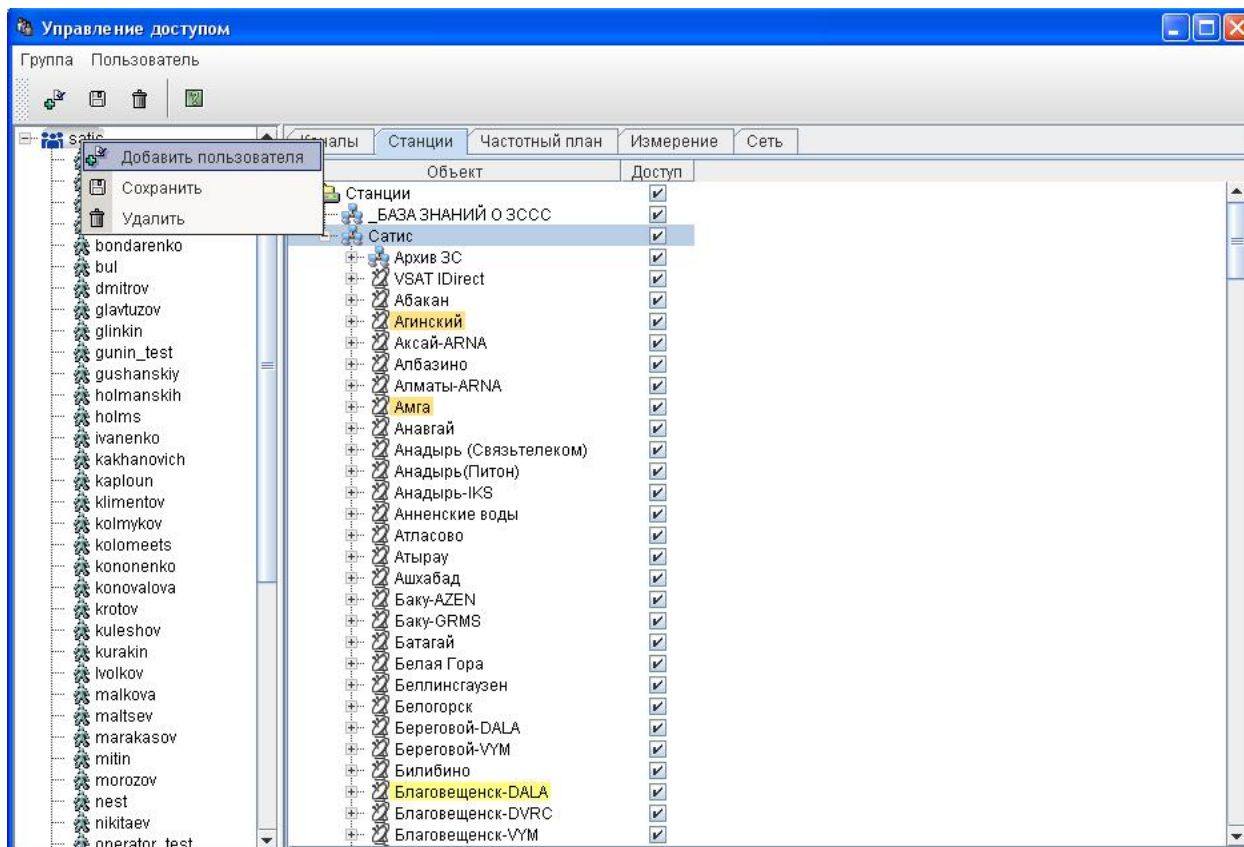 Управление доступом
Группа Пользователь
satis
Каналы Станции Частотный план Измерение Сеть
Объект Доступ
Добавить пользователя
Сохранить
Удалить
bondarenko
bul
dmitrov
glavtuzov
glinkin
gunin_test
gushanskiy
holmanskih
holms
ivanenko
kakhanovich
kaploun
klimentov
kolmykov
kolomeets
kononenko
konovalova
krotov
kuleshov
kurakin
lvolkov
malkova
maltsev
marakasov
mitin
morozov
nest
nikitaev
operator_test
Станции
_БАЗА ЗНАНИЙ О ЗССС
Сатис
Архив ЗС
VSAT IDirect
Абакан
Агинский
Аксай-ARNA
Албазино
Алматы-ARNA
Амга
Анавгай
Анадырь (Связьтелеком)
Анадырь(Питон)
Анадырь-IKS
Анненские воды
Атласово
Атырау
Ашхабад
Баку-AZEN
Баку-GRMS
Батагай
Белая Гора
Беллинсгаузен
Белогорск
Береговой-DALA
Береговой-VYM
Билибино
Благовещенск-DALA
Благовещенск-DVRC
Благовещенск-VYM